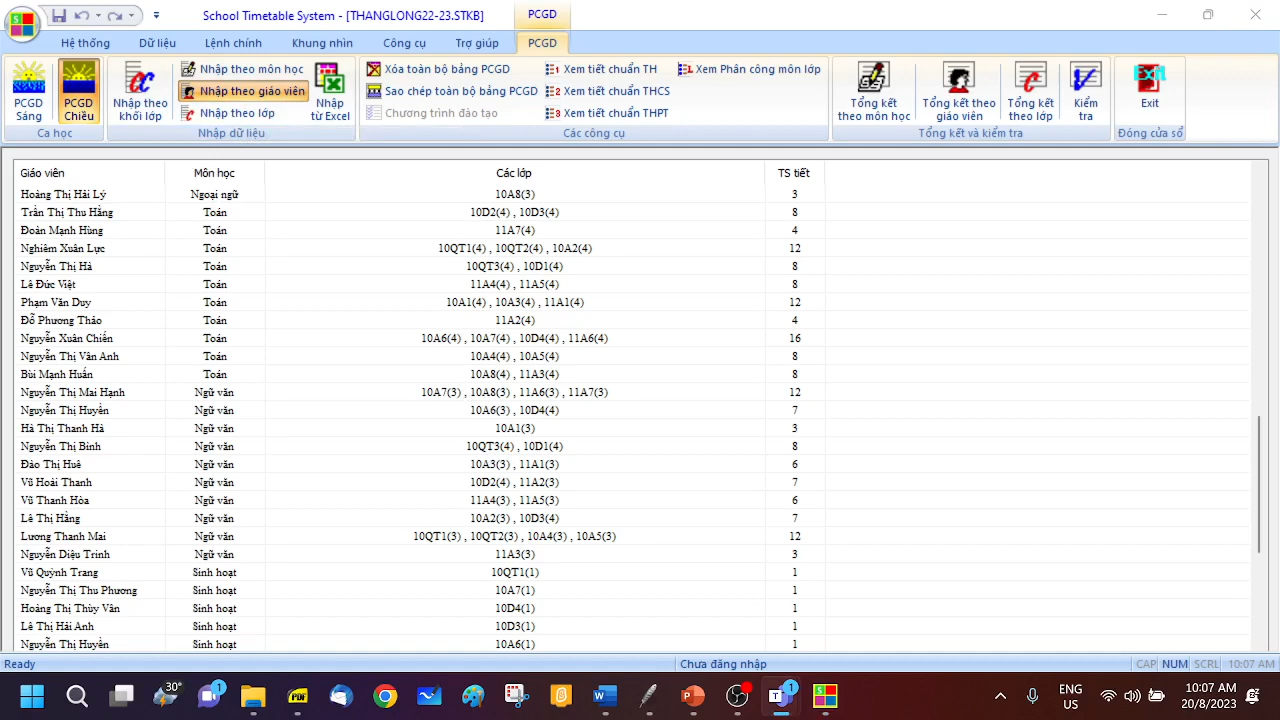 School Timetable System - [THANGLONG22-23.STKB]
PCGD
Hệ thống Dữ liệu Lệnh chính Khung nhìn Công cụ Trợ giúp PCGD
PCGD Sáng
PCGD Chiều
Ca học
Nhập theo khối lớp
Nhập theo môn học
Nhập theo giáo viên
Nhập theo lớp
Nhập từ Excel
Nhập dữ liệu
Xóa toàn bộ bảng PCGD
Sao chép toàn bộ bảng PCGD
Chương trình đào tạo
Xem tiết chuẩn TH
Xem tiết chuẩn THCS
Xem tiết chuẩn THPT
Xem Phân công môn lớp
Các công cụ
Tổng kết theo môn học
Tổng kết theo giáo viên
Tổng kết theo lớp
Kiểm tra
Tổng kết và kiểm tra
Exit
Đóng cửa sổ
Giáo viên Môn học Các lớp TS tiết
Hoàng Thị Hải Lý Ngoại ngữ 10A8(3) 3
Trần Thị Thu Hằng Toán 10D2(4) , 10D3(4) 8
Đoàn Mạnh Hùng Toán 11A7(4) 4
Nghiêm Xuân Lực Toán 10QT1(4) , 10QT2(4) , 10A2(4) 12
Nguyễn Thị Hà Toán 10QT3(4) , 10D1(4) 8
Lê Đức Việt Toán 11A4(4) , 11A5(4) 8
Phạm Văn Duy Toán 10A1(4) , 10A3(4) , 11A1(4) 12
Đỗ Phương Thảo Toán 11A2(4) 4
Nguyễn Xuân Chiến Toán 10A6(4) , 10A7(4) , 10D4(4) , 11A6(4) 16
Nguyễn Thị Vân Anh Toán 10A4(4) , 10A5(4) 8
Bùi Mạnh Huấn Toán 10A8(4) , 11A3(4) 8
Nguyễn Thị Mai Hạnh Ngữ văn 10A7(3) , 10A8(3) , 11A6(3) , 11A7(3) 12
Nguyễn Thị Huyền Ngữ văn 10A6(3) , 10D4(4) 7
Hà Thị Thanh Hà Ngữ văn 10A1(3) 3
Nguyễn Thị Bình Ngữ văn 10QT3(4) , 10D1(4) 8
Đào Thị Huê Ngữ văn 10A3(3) , 11A1(3) 6
Vũ Hoài Thanh Ngữ văn 10D2(4) , 11A2(3) 7
Vũ Thanh Hòa Ngữ văn 11A4(3) , 11A5(3) 6
Lê Thị Hằng Ngữ văn 10A2(3) , 10D3(4) 7
Lương Thanh Mai Ngữ văn 10QT1(3) , 10QT2(3) , 10A4(3) , 10A5(3) 12
Nguyễn Diệu Trinh Ngữ văn 11A3(3) 3
Vũ Quỳnh Trang Sinh hoạt 10QT1(1) 1
Nguyễn Thị Thu Phương Sinh hoạt 10A7(1) 1
Hoàng Thị Thùy Vân Sinh hoạt 10D4(1) 1
Lê Thị Hải Anh Sinh hoạt 10D3(1) 1
Nguyễn Thị Huyền Sinh hoạt 10A6(1) 1
Ready Chưa đăng nhập CAP NUM SCRL 10:07 AM
30° 1 PDF 1 ENG US 10:07 AM 20/8/2023